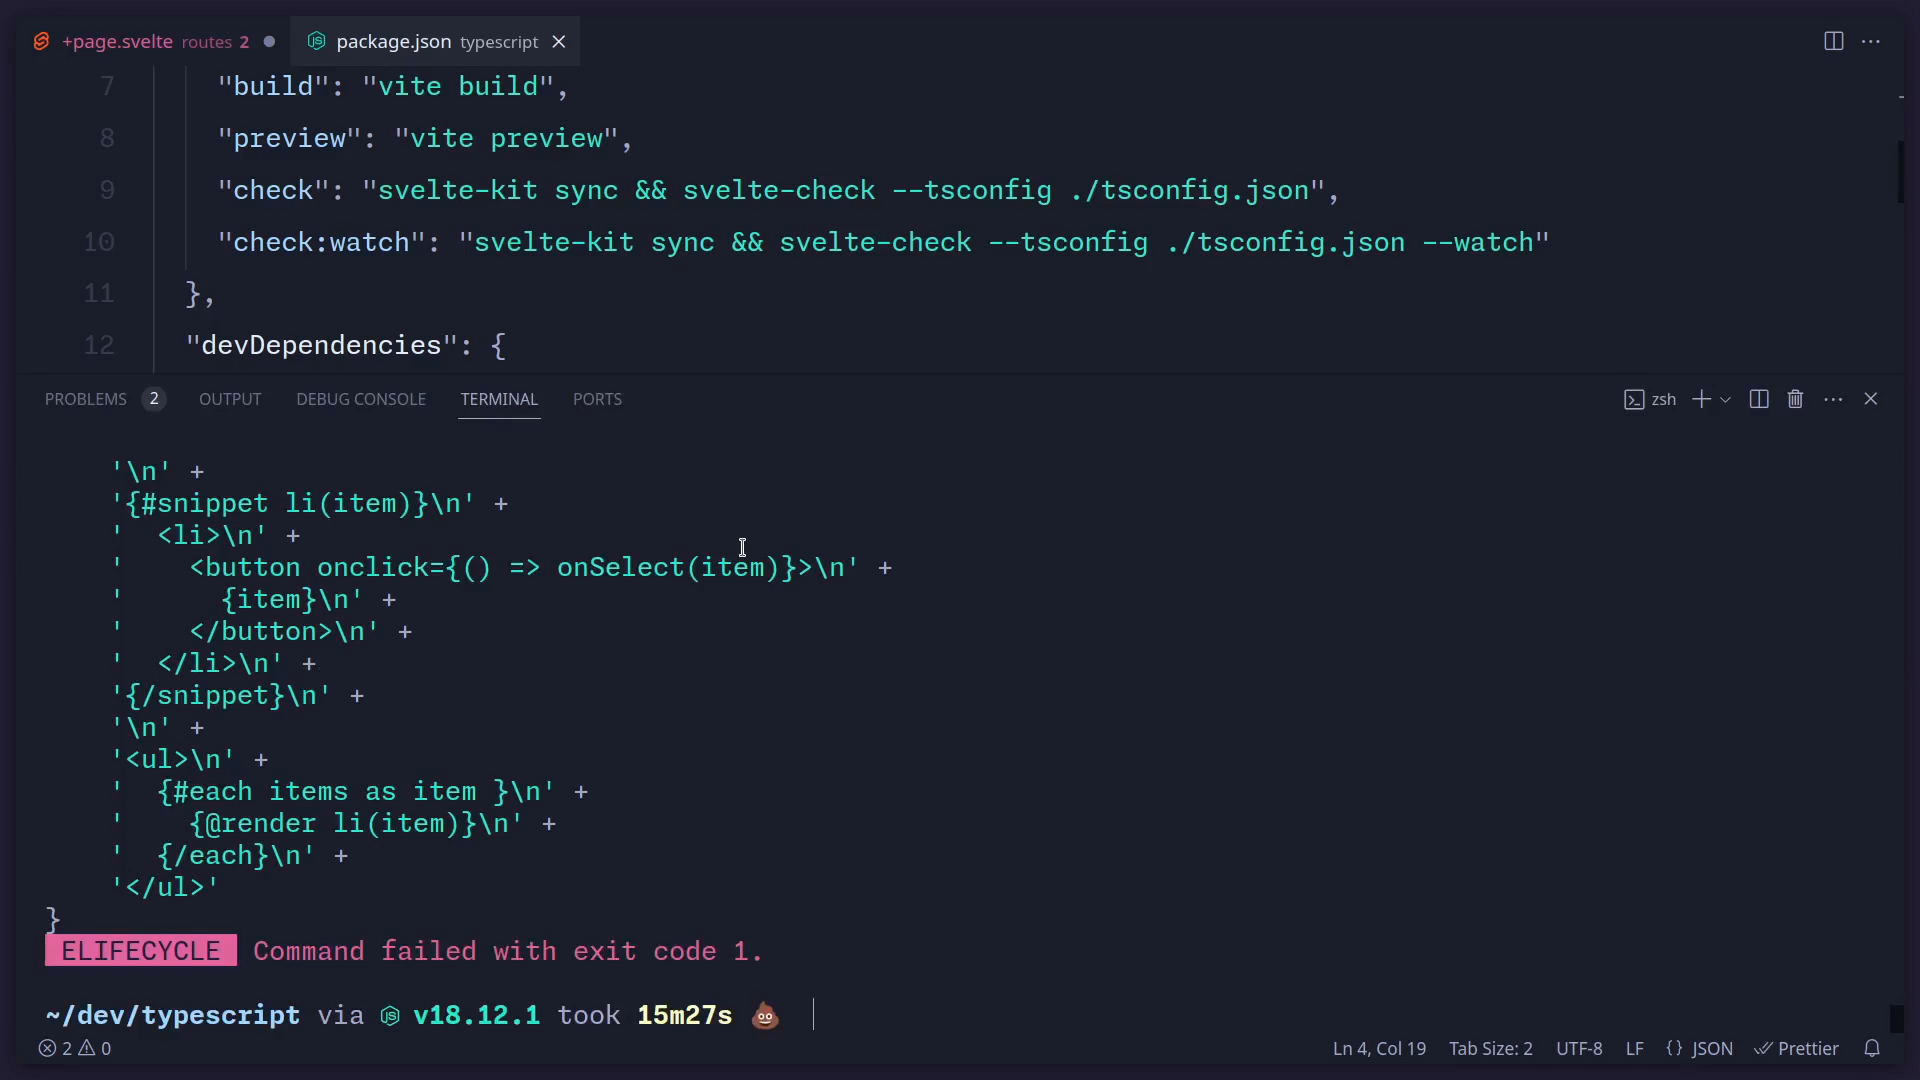 +page.svelte routes 2
package.json typescript
7 "build": "vite build",
8 "preview": "vite preview",
9 "check": "svelte-kit sync && svelte-check --tsconfig ./tsconfig.json",
10 "check:watch": "svelte-kit sync && svelte-check --tsconfig ./tsconfig.json --watch"
11 },
12 "devDependencies": {
PROBLEMS 2 OUTPUT DEBUG CONSOLE TERMINAL PORTS
zsh
'\n' +
'{#snippet li(item)}\n' +
'  <li>\n' +
'    <button onclick={() => onSelect(item)}>\n' +
'      {item}\n' +
'    </button>\n' +
'  </li>\n' +
'{/snippet}\n' +
'\n' +
'<ul>\n' +
'  {#each items as item }\n' +
'    {@render li(item)}\n' +
'  {/each}\n' +
'</ul>'
}
ELIFECYCLE Command failed with exit code 1.
~/dev/typescript via v18.12.1 took 15m27s 💩
2 0
Ln 4, Col 19 Tab Size: 2 UTF-8 LF {} JSON Prettier